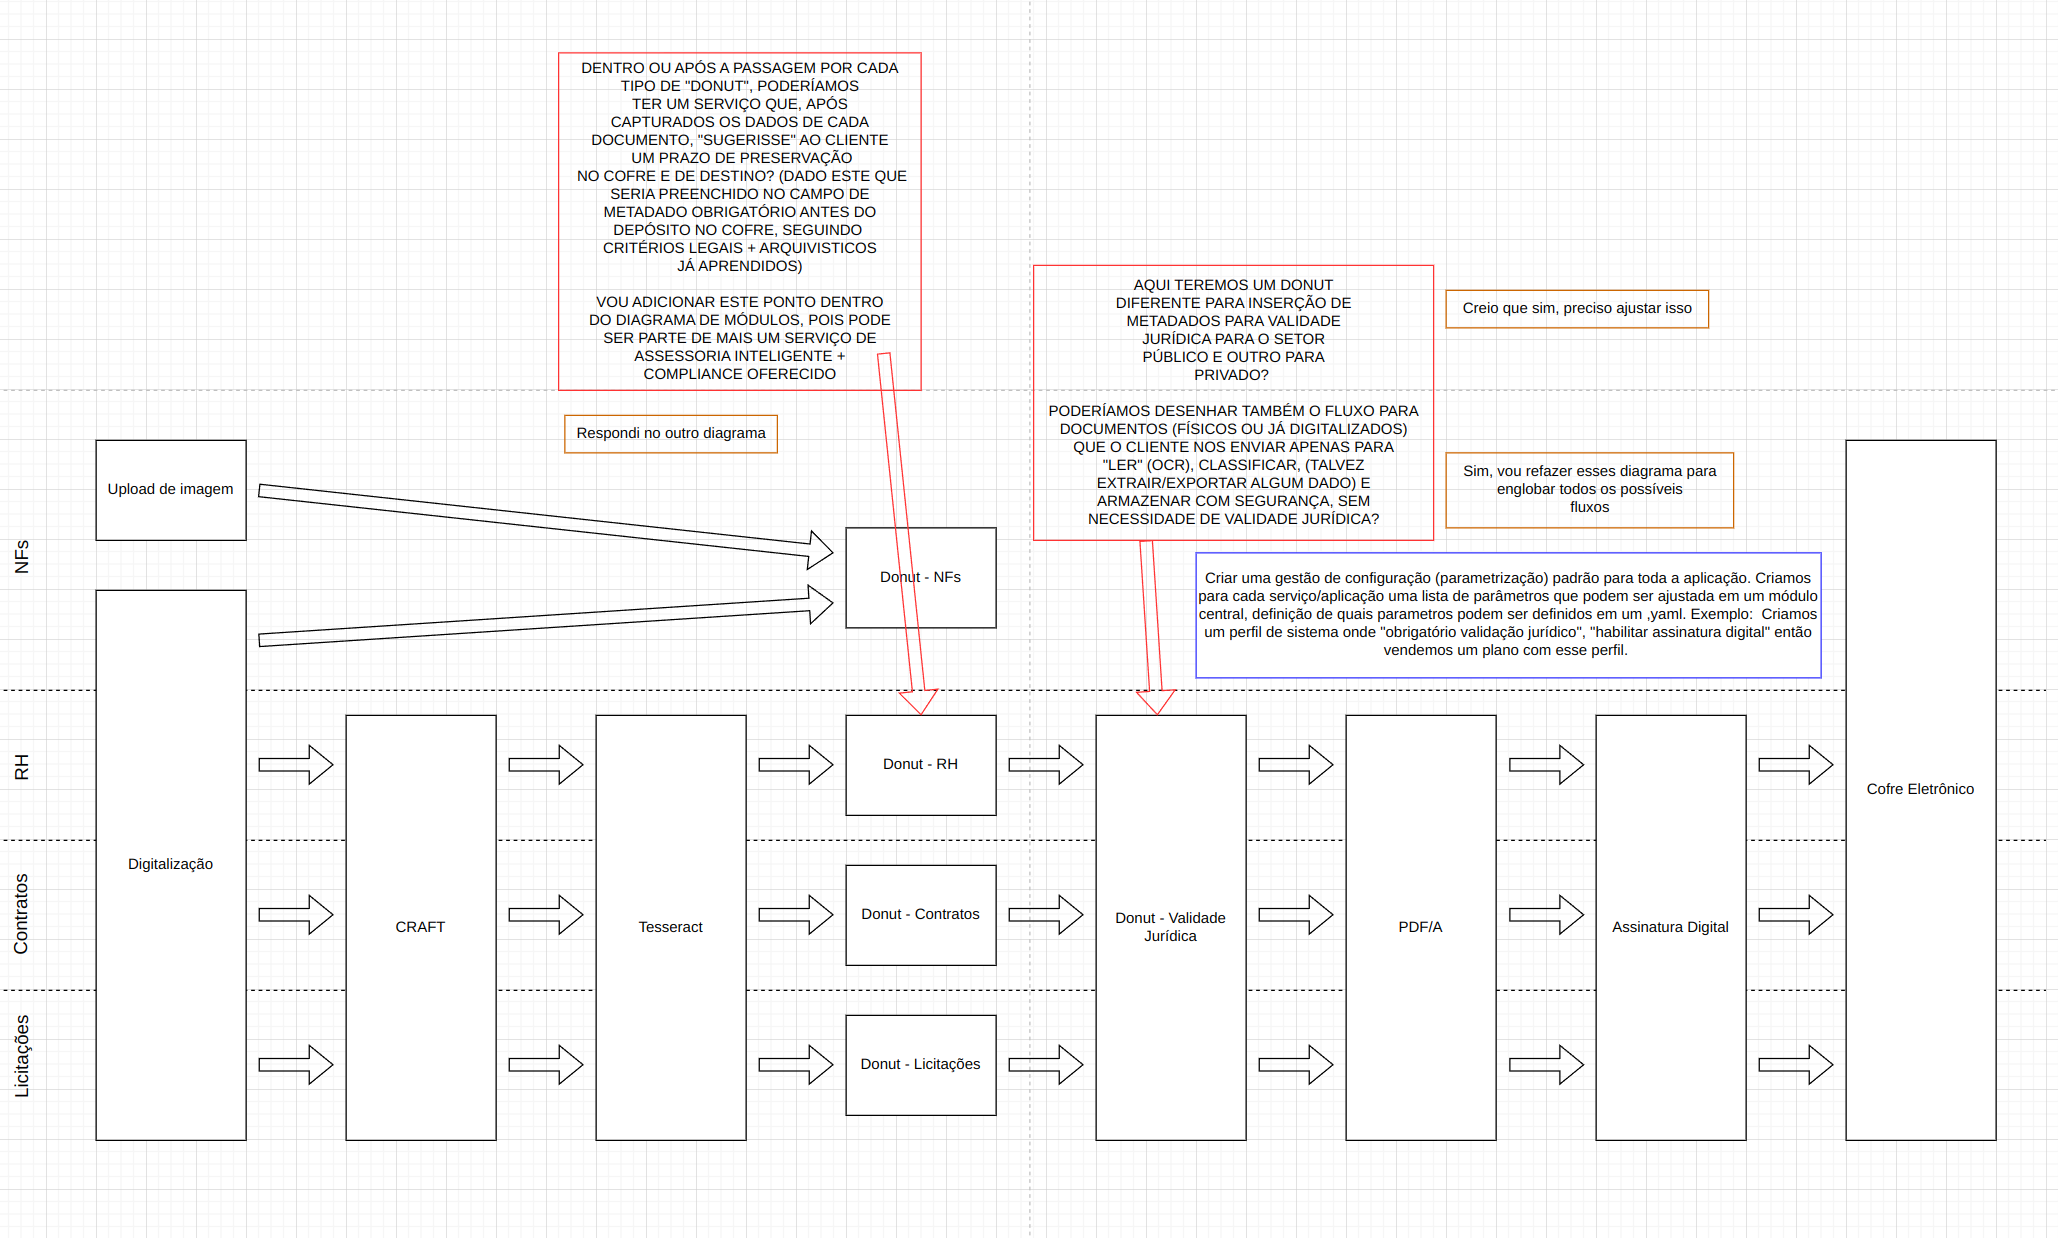 DENTRO OU APÓS A PASSAGEM POR CADA
TIPO DE "DONUT", PODERÍAMOS
TER UM SERVIÇO QUE, APÓS
CAPTURADOS OS DADOS DE CADA
DOCUMENTO, "SUGERISSE" AO CLIENTE
UM PRAZO DE PRESERVAÇÃO
NO COFRE E DE DESTINO? (DADO ESTE QUE
SERIA PREENCHIDO NO CAMPO DE
METADADO OBRIGATÓRIO ANTES DO
DEPÓSITO NO COFRE, SEGUINDO
CRITÉRIOS LEGAIS + ARQUIVISTICOS
JÁ APRENDIDOS)
VOU ADICIONAR ESTE PONTO DENTRO
DO DIAGRAMA DE MÓDULOS, POIS PODE
SER PARTE DE MAIS UM SERVIÇO DE
ASSESSORIA INTELIGENTE +
COMPLIANCE OFERECIDO
Respondi no outro diagrama
AQUI TEREMOS UM DONUT
DIFERENTE PARA INSERÇÃO DE
METADADOS PARA VALIDADE
JURÍDICA PARA O SETOR
PÚBLICO E OUTRO PARA
PRIVADO?
PODERÍAMOS DESENHAR TAMBÉM O FLUXO PARA
DOCUMENTOS (FÍSICOS OU JÁ DIGITALIZADOS)
QUE O CLIENTE NOS ENVIAR APENAS PARA
"LER" (OCR), CLASSIFICAR, (TALVEZ
EXTRAIR/EXPORTAR ALGUM DADO) E
ARMAZENAR COM SEGURANÇA, SEM
NECESSIDADE DE VALIDADE JURÍDICA?
Creio que sim, preciso ajustar isso
Sim, vou refazer esses diagrama para
englobar todos os possíveis
fluxos
Criar uma gestão de configuração (parametrização) padrão para toda a aplicação. Criamos
para cada serviço/aplicação uma lista de parâmetros que podem ser ajustada em um módulo
central, definição de quais parametros podem ser definidos em um ,yaml. Exemplo:  Criamos
um perfil de sistema onde "obrigatório validação jurídico", "habilitar assinatura digital" então
vendemos um plano com esse perfil.
NFs
Upload de imagem
Donut - NFs
RH
Contratos
Licitações
Digitalização
CRAFT
Tesseract
Donut - RH
Donut - Contratos
Donut - Licitações
Donut - Validade
Jurídica
PDF/A
Assinatura Digital
Cofre Eletrônico